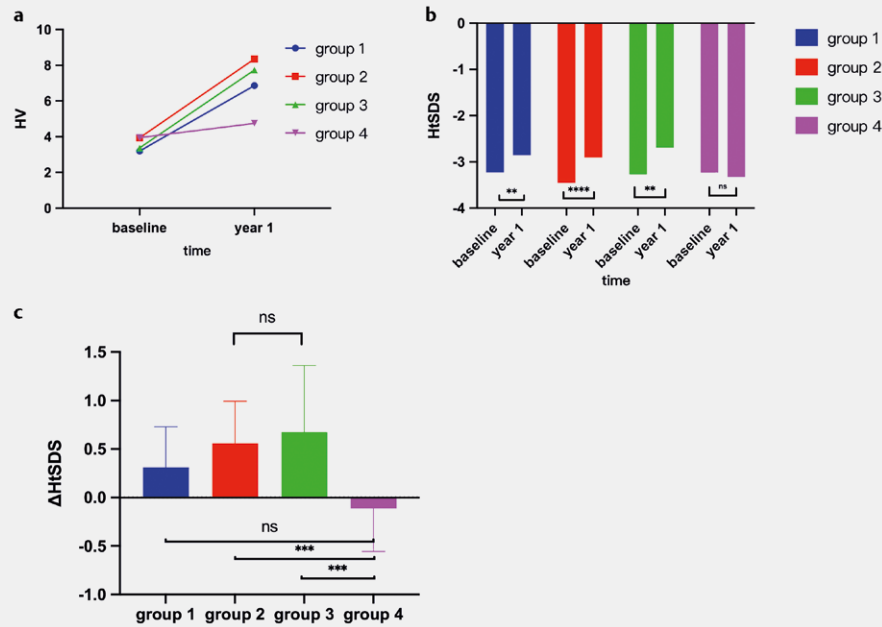 a
10
8
6
4
2
0
HV
baseline
year 1
time
group 1
group 2
group 3
group 4
b
0
-1
-2
-3
-4
HtSDS
**
****
**
ns
baseline
year 1
baseline
year 1
baseline
year 1
baseline
year 1
time
group 1
group 2
group 3
group 4
c
ns
1.5
1.0
0.5
0.0
-0.5
-1.0
ΔHtSDS
ns
***
***
group 1
group 2
group 3
group 4